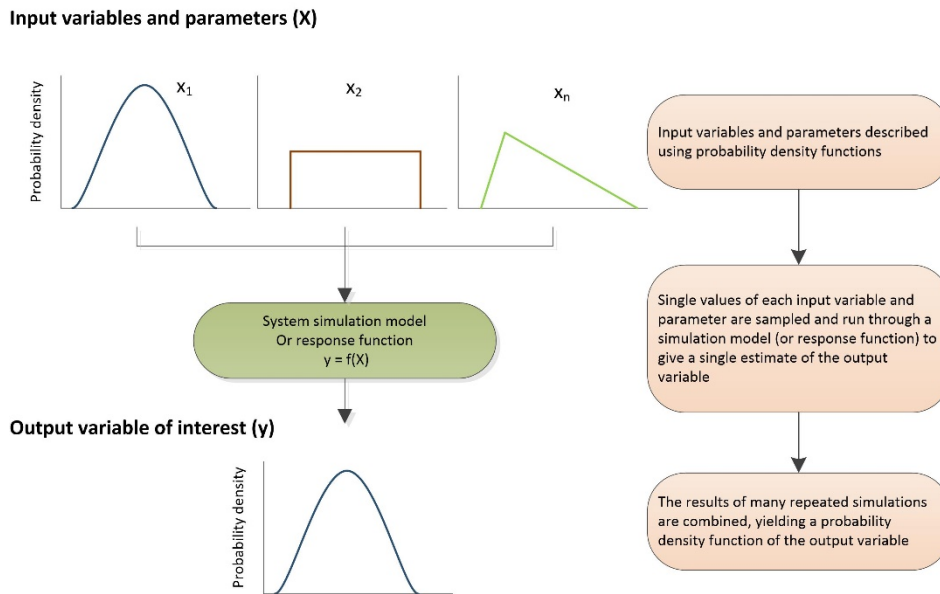 Input variables and parameters (X)
Probability density
x1
x2
xn
System simulation model
Or response function
y = f(X)
Output variable of interest (y)
Probability density
Input variables and parameters described
using probability density functions
Single values of each input variable and
parameter are sampled and run through a
simulation model (or response function) to
give a single estimate of the output
variable
The results of many repeated simulations
are combined, yielding a probability
density function of the output variable